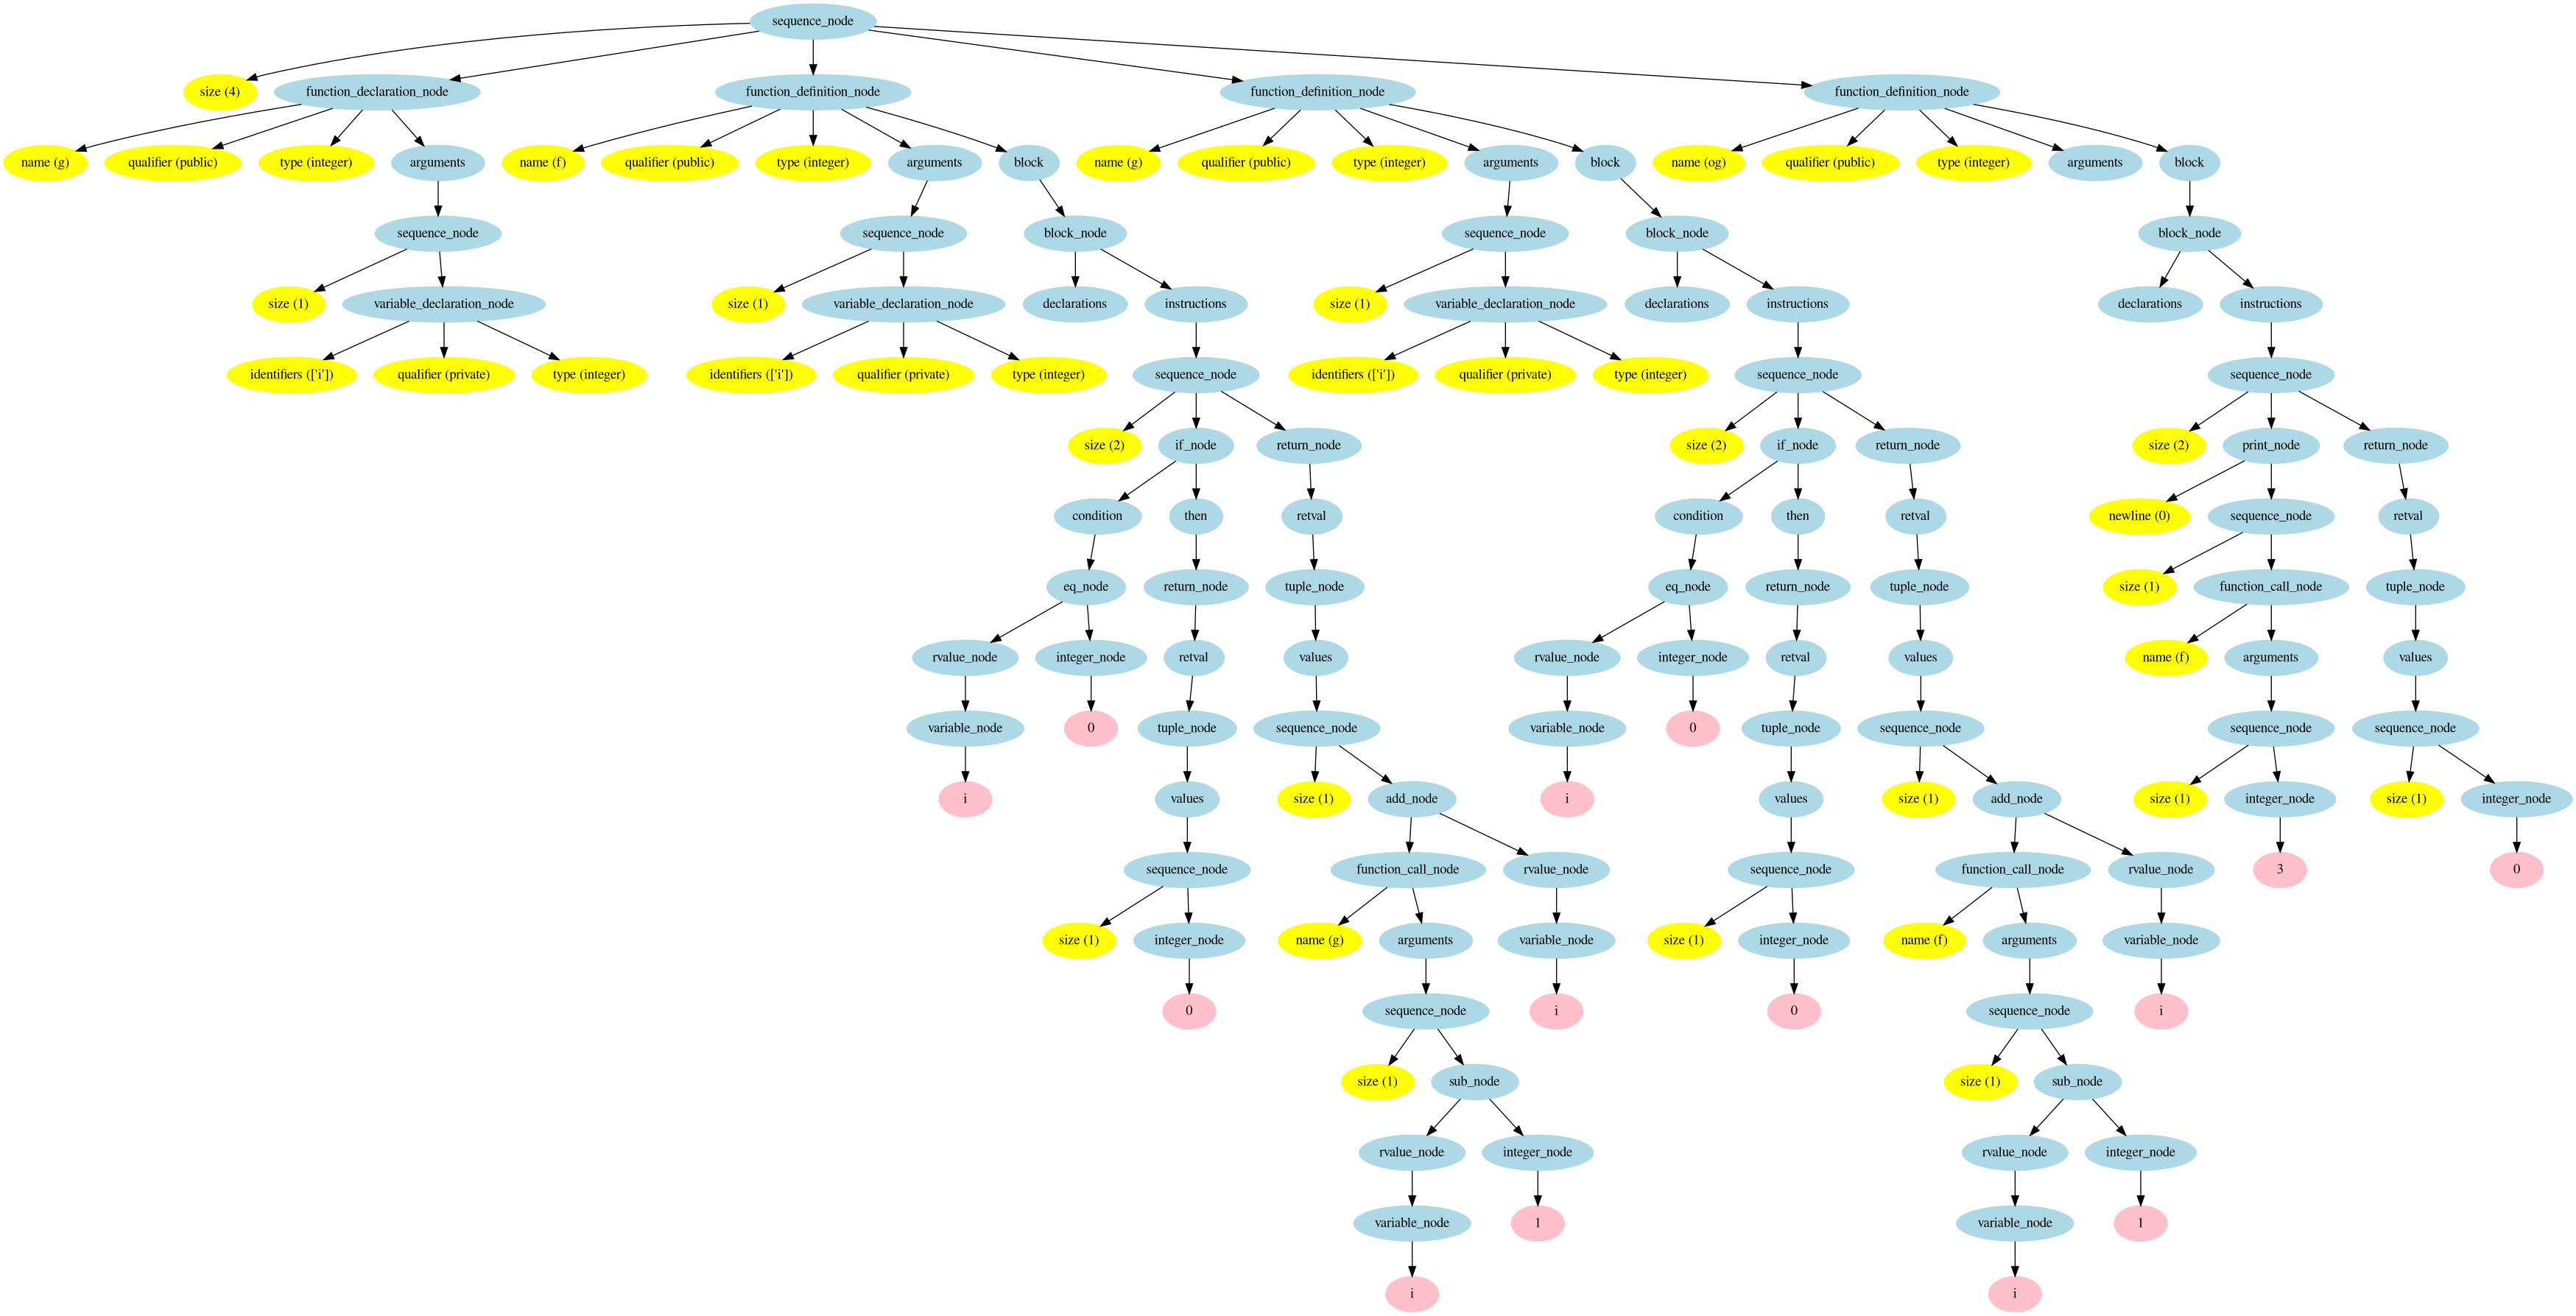 sequence_node
size (4)
function_declaration_node
function_definition_node
function_definition_node
function_definition_node
name (g)
qualifier (public)
type (integer)
arguments
name (f)
qualifier (public)
type (integer)
arguments
block
name (g)
qualifier (public)
type (integer)
arguments
block
name (og)
qualifier (public)
type (integer)
arguments
block
sequence_node
sequence_node
block_node
sequence_node
block_node
block_node
size (1)
variable_declaration_node
size (1)
variable_declaration_node
declarations
instructions
size (1)
variable_declaration_node
declarations
instructions
declarations
instructions
identifiers (['i'])
qualifier (private)
type (integer)
identifiers (['i'])
qualifier (private)
type (integer)
sequence_node
identifiers (['i'])
qualifier (private)
type (integer)
sequence_node
sequence_node
size (2)
if_node
return_node
size (2)
if_node
return_node
size (2)
print_node
return_node
condition
then
retval
condition
then
retval
newline (0)
sequence_node
retval
eq_node
return_node
tuple_node
eq_node
return_node
tuple_node
size (1)
function_call_node
tuple_node
rvalue_node
integer_node
retval
values
rvalue_node
integer_node
retval
values
name (f)
arguments
values
variable_node
0
tuple_node
sequence_node
variable_node
0
tuple_node
sequence_node
sequence_node
sequence_node
i
values
size (1)
add_node
i
values
size (1)
add_node
size (1)
integer_node
size (1)
integer_node
sequence_node
function_call_node
rvalue_node
sequence_node
function_call_node
rvalue_node
3
0
size (1)
integer_node
name (g)
arguments
variable_node
size (1)
integer_node
name (f)
arguments
variable_node
0
sequence_node
i
0
sequence_node
i
size (1)
sub_node
size (1)
sub_node
rvalue_node
integer_node
rvalue_node
integer_node
variable_node
1
variable_node
1
i
i